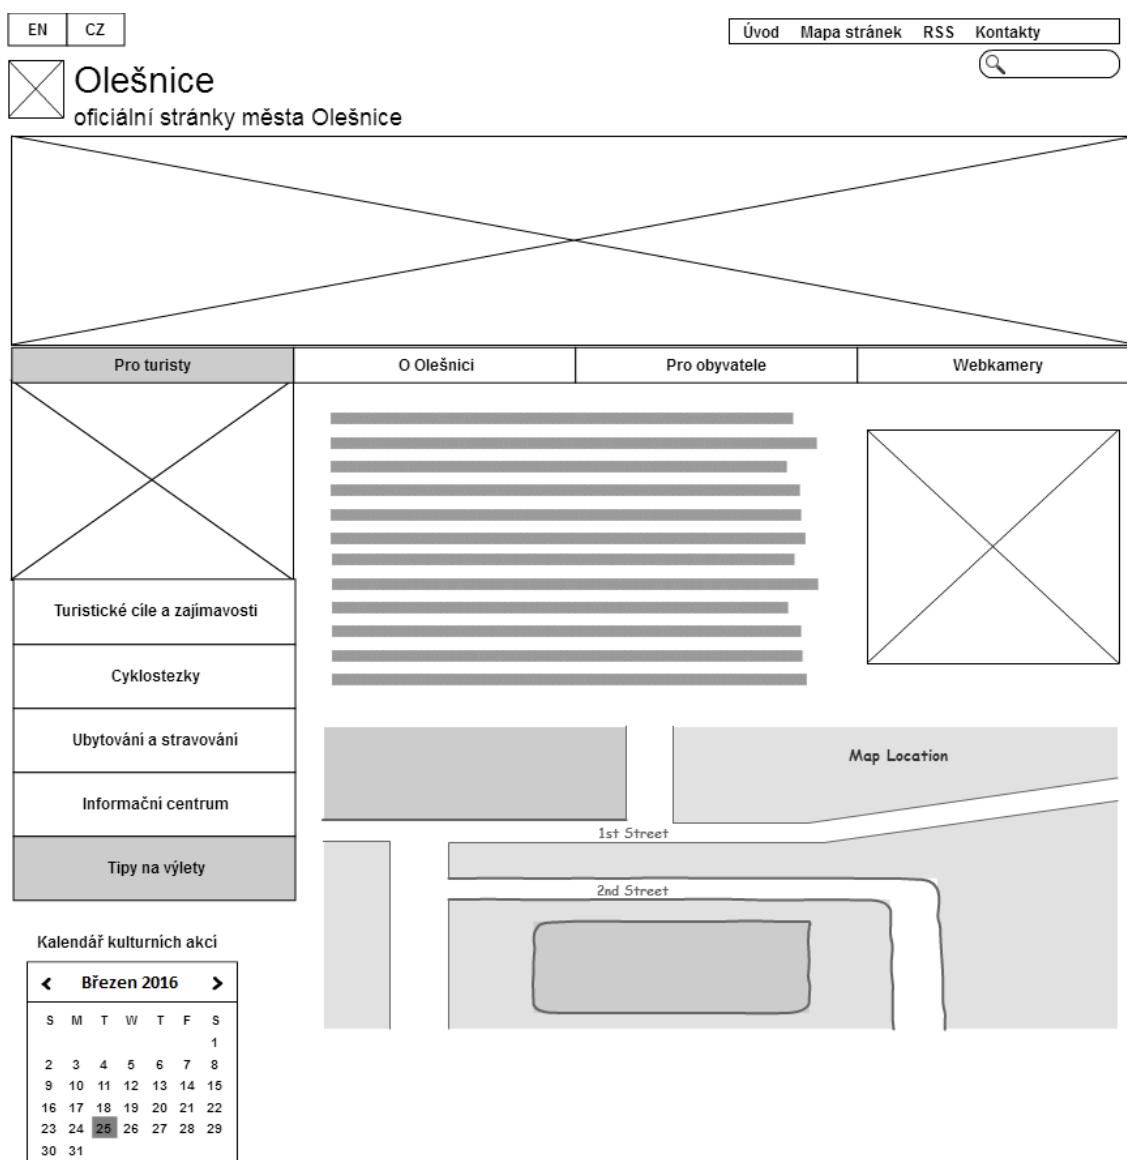 EN CZ
Úvod Mapa stránek RSS Kontakty
Olešnice
oficiální stránky města Olešnice
Pro turisty O Olešnici Pro obyvatele Webkamery
Turistické cíle a zajímavosti
Cyklostezky
Ubytování a stravování
Informační centrum
Tipy na výlety
Map Location
1st Street
2nd Street
Kalendář kulturních akcí
Březen 2016
S M T W T F S
1
2 3 4 5 6 7 8
9 10 11 12 13 14 15
16 17 18 19 20 21 22
23 24 25 26 27 28 29
30 31